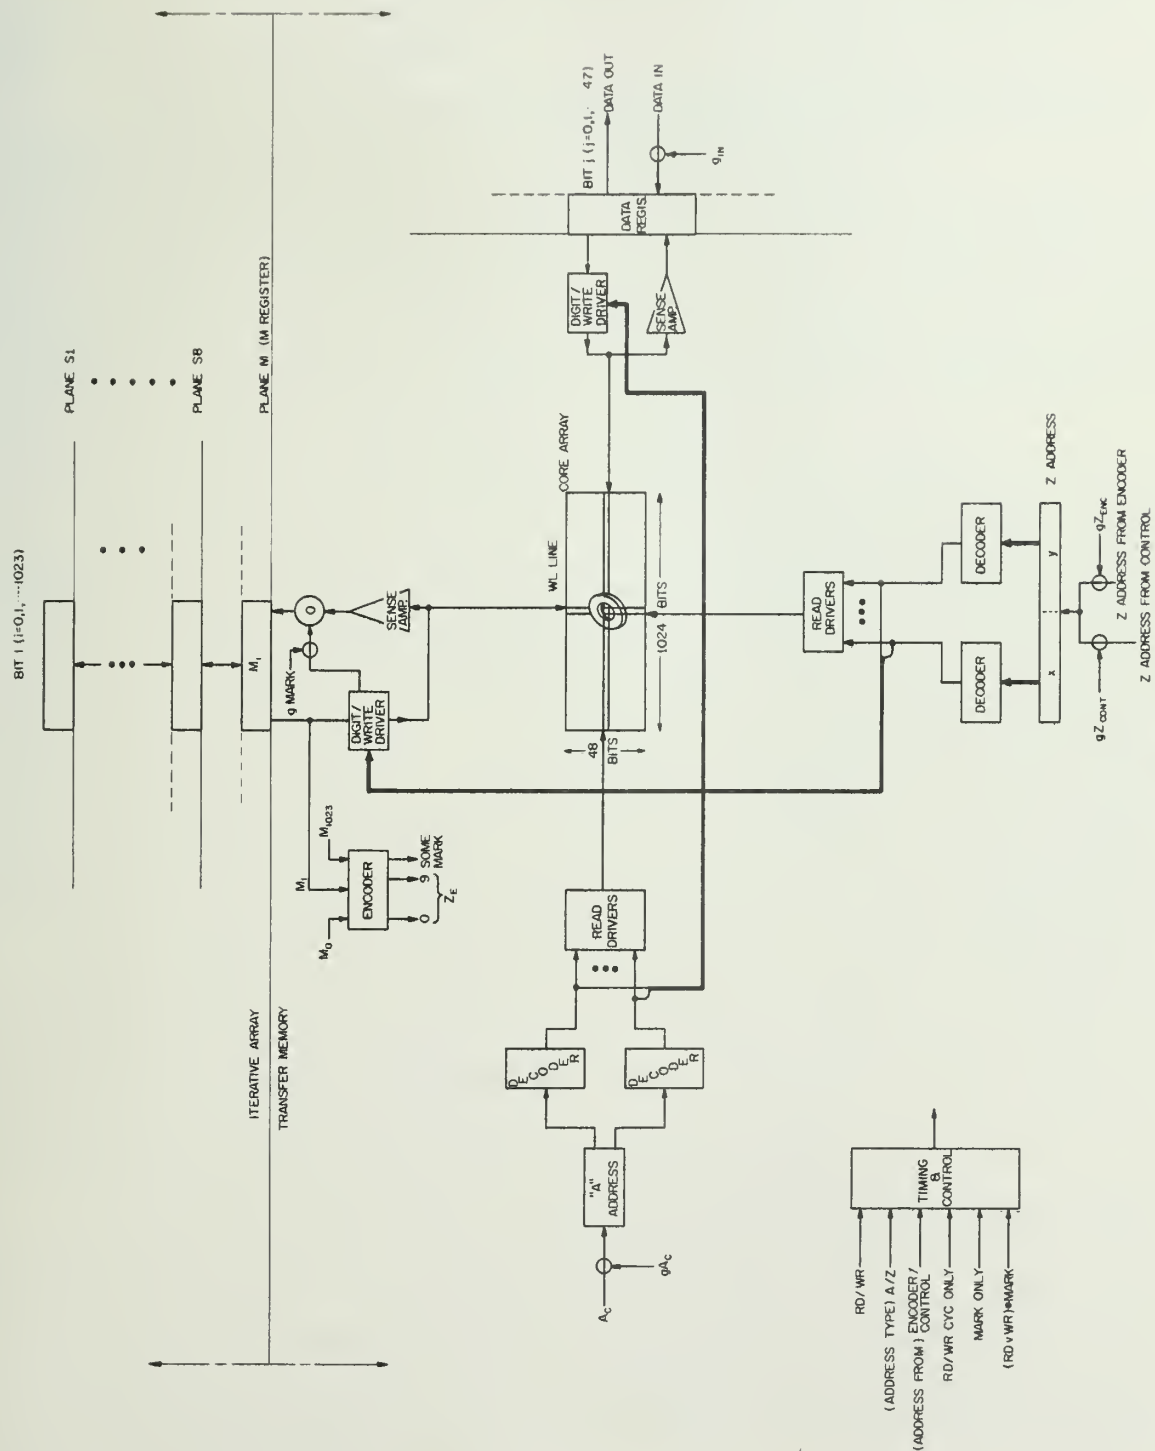 BIT i (i=0,1,···1023)
PLANE S1
PLANE S8
PLANE M (M REGISTER)
ITERATIVE ARRAY
TRANSFER MEMORY
Mi
g MARK
O
SENSE
AMP.
DIGIT/
WRITE
DRIVER
M0
Mi
M1023
ENCODER
0
9
SOME
MARK
ZE
WL LINE
CORE ARRAY
48
BITS
1024
BITS
BIT j (j=0,1,· 47)
DATA OUT
DATA IN
gIN
DATA
REGIS.
DIGIT/
WRITE
DRIVER
SENSE
AMP.
AC
gAC
"A"
ADDRESS
DECODER
DECODER
READ
DRIVERS
READ
DRIVERS
DECODER
DECODER
x
y
Z ADDRESS
gZCONT
gZENC
Z ADDRESS FROM ENCODER
Z ADDRESS FROM CONTROL
RD/WR
(ADDRESS TYPE) A/Z
(ADDRESS FROM) ENCODER/
CONTROL
RD/WR CYC ONLY
MARK ONLY
(RD v WR)•MARK
TIMING
&
CONTROL